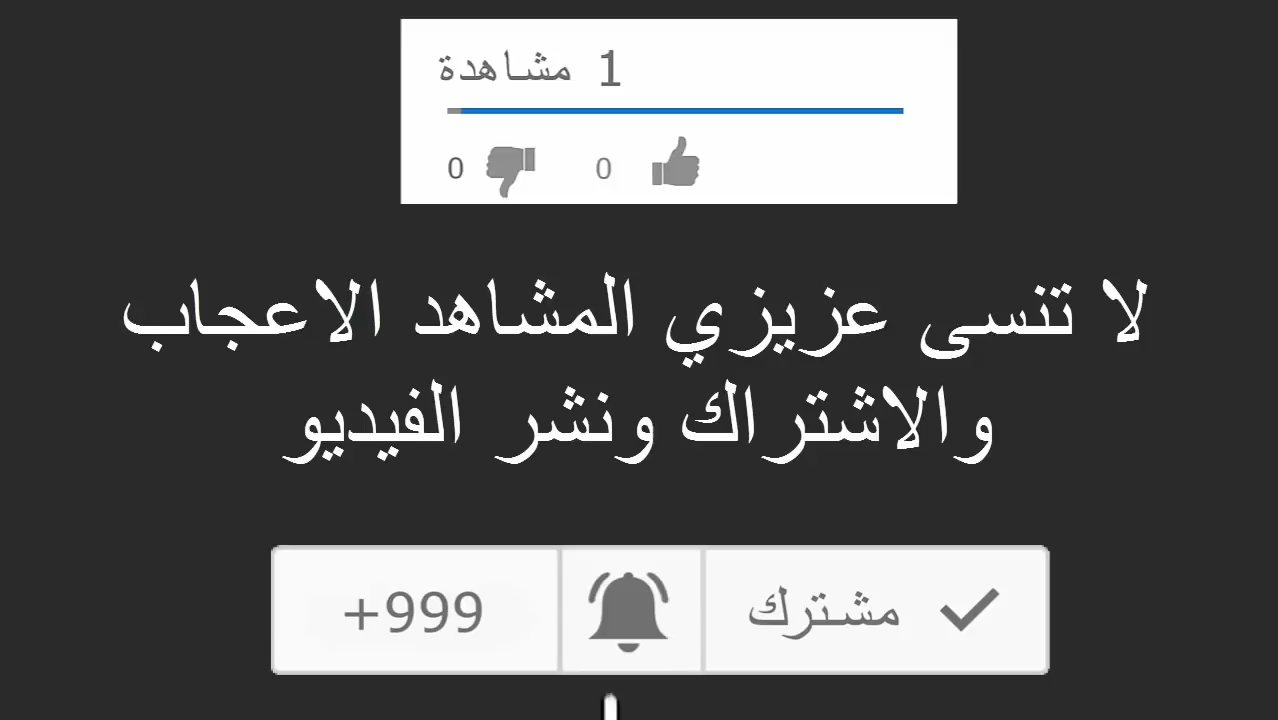 1 مشاهدة
0 0
لا تنسى عزيزي المشاهد الاعجاب
والاشتراك ونشر الفيديو
مشترك +999